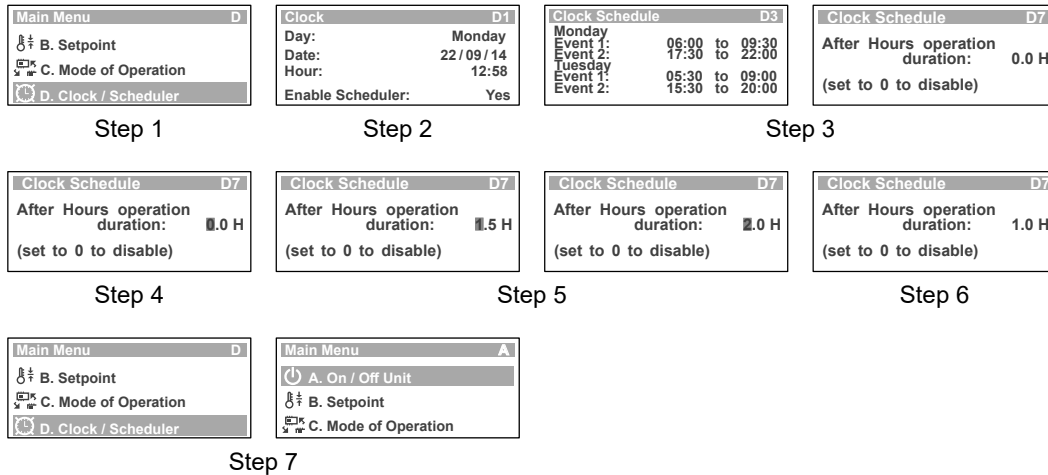 Main Menu D
B. Setpoint
C. Mode of Operation
D. Clock / Scheduler
Step 1
Clock D1
Day: Monday
Date: 22/09/14
Hour: 12:58
Enable Scheduler: Yes
Step 2
Clock Schedule D3
Monday
Event 1: 06:00 to 09:30
Event 2: 17:30 to 22:00
Tuesday
Event 1: 05:30 to 09:00
Event 2: 15:30 to 20:00
Clock Schedule D7
After Hours operation
duration: 0.0 H
(set to 0 to disable)
Step 3
Clock Schedule D7
After Hours operation
duration: 0.0 H
(set to 0 to disable)
Step 4
Clock Schedule D7
After Hours operation
duration: 1.5 H
(set to 0 to disable)
Clock Schedule D7
After Hours operation
duration: 2.0 H
(set to 0 to disable)
Step 5
Clock Schedule D7
After Hours operation
duration: 1.0 H
(set to 0 to disable)
Step 6
Main Menu D
B. Setpoint
C. Mode of Operation
D. Clock / Scheduler
Main Menu A
A. On / Off Unit
B. Setpoint
C. Mode of Operation
Step 7